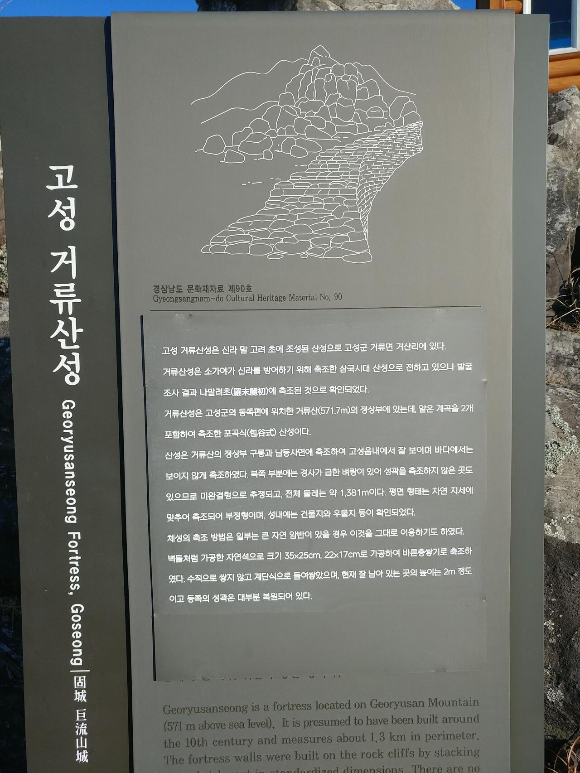 고성 거류산성 Georyusanseong Fortress, Goseong 固城 巨流山城
경상남도 문화재자료 제90호
Gyeongsangnam-do Cultural Heritage Material No. 90
고성 거류산성은 신라 말 고려 초에 조성된 산성으로 고성군 거류면 거산리에 있다.
거류산성은 소가야가 신라를 방어하기 위해 축조한 삼국시대 산성으로 전하고 있으나 발굴
조사 결과 나말려초(羅末麗初)에 축조된 것으로 확인되었다.
거류산성은 고성군의 동쪽편에 위치한 거류산(571.7m)의 정상부에 있는데, 얕은 계곡을 2개
포함하여 축조한 포곡식(包谷式) 산성이다.
산성은 거류산의 정상부 구릉과 남동사면에 축조하여 고성읍내에서 잘 보이며 바다에서는
보이지 않게 축조하였다. 북쪽 부분에는 경사가 급한 벼랑이 있어 성곽을 축조하지 않은 곳도
있으므로 미완결형으로 추정되고, 전체 둘레는 약 1,381m이다. 평면 형태는 자연 지세에
맞추어 축조되어 부정형이며, 성내에는 건물지와 우물지 등이 확인되었다.
체성의 축조 방법은 일부는 큰 자연 암반이 있을 경우 이것을 그대로 이용하기도 하였다.
벽돌처럼 가공한 자연석으로 크기 35×25cm, 22×17cm로 가공하여 바른층쌓기로 축조하
였다. 수직으로 쌓지 않고 계단식으로 들여쌓았으며, 현재 잘 남아 있는 곳의 높이는 2m 정도
이고 동쪽의 성곽은 대부분 복원되어 있다.
Georyusanseong is a fortress located on Georyusan Mountain
(571 m above sea level). It is presumed to have been built around
the 10th century and measures about 1.3 km in perimeter.
The fortress walls were built on the rock cliffs by stacking
in standardized dimensions. There are no